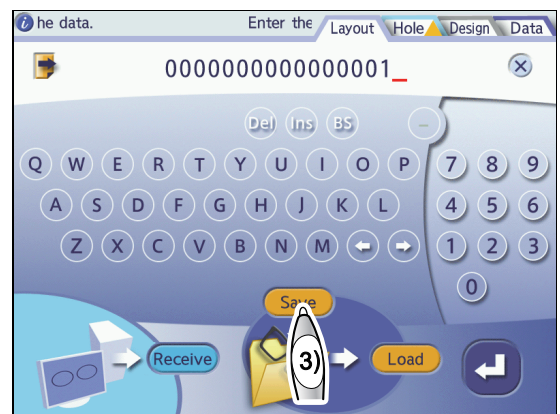 i he data. Enter the Layout Hole Design Data
0000000000000001_
Del Ins BS -
Q W E R T Y U I O P 7 8 9
A S D F G H J K L 4 5 6
Z X C V B N M 1 2 3
0
Save
3)
Receive Load